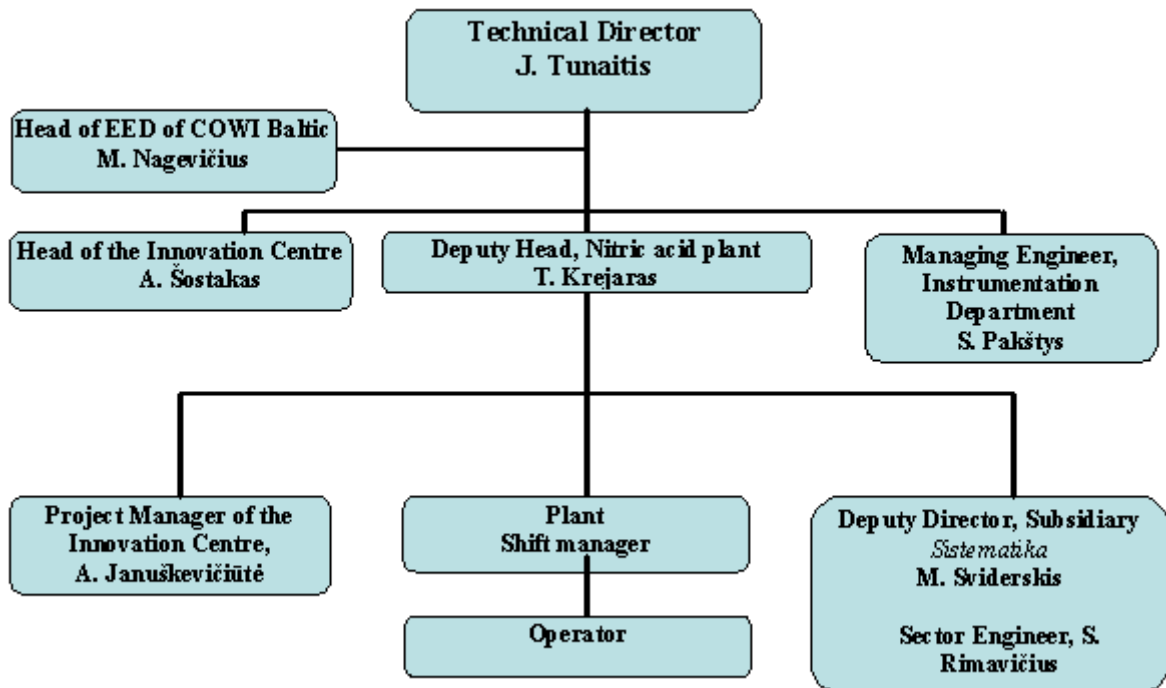 Technical Director
J. Tunaitis
Head of EED of COWI Baltic
M. Nagevičius
Head of the Innovation Centre
A. Šostakas
Deputy Head, Nitric acid plant
T. Krejaras
Managing Engineer,
Instrumentation
Department
S. Pakštys
Project Manager of the
Innovation Centre,
A. Januškevičiūtė
Plant
Shift manager
Operator
Deputy Director, Subsidiary
Sistematika
M. Sviderskis
Sector Engineer, S.
Rimavičius